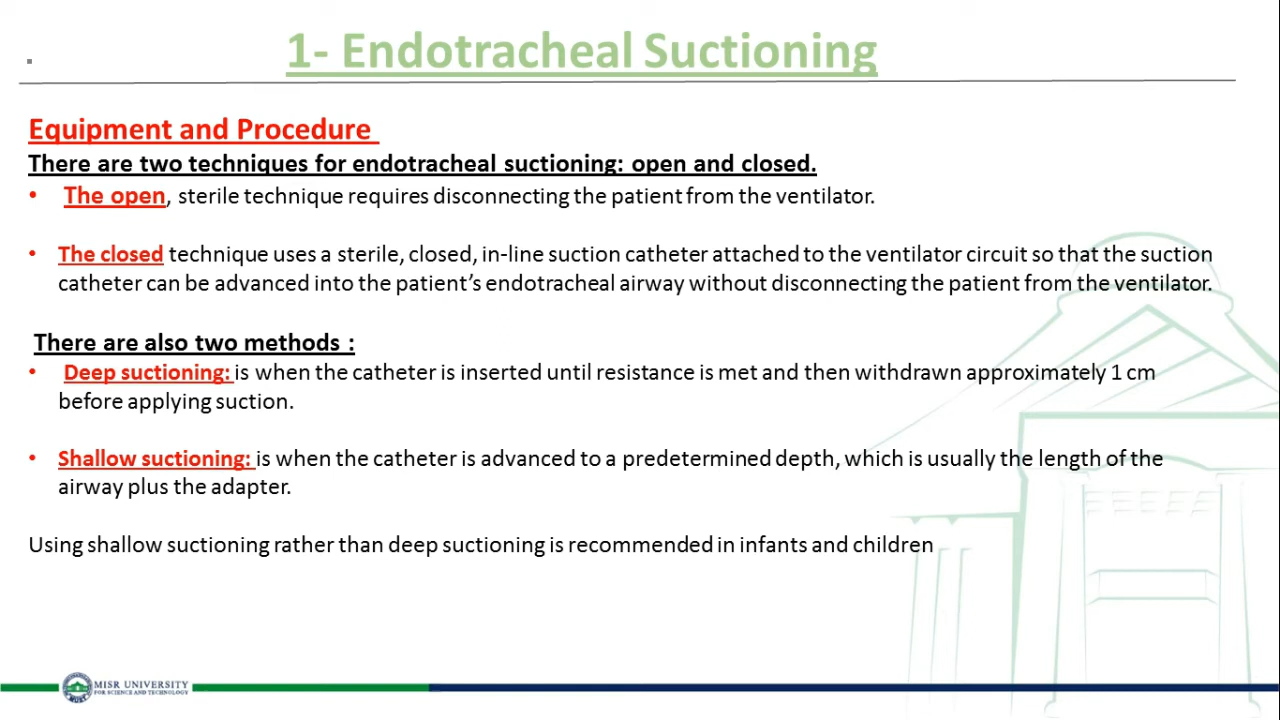 1- Endotracheal Suctioning
Equipment and Procedure
There are two techniques for endotracheal suctioning: open and closed.
• The open, sterile technique requires disconnecting the patient from the ventilator.
• The closed technique uses a sterile, closed, in-line suction catheter attached to the ventilator circuit so that the suction
catheter can be advanced into the patient’s endotracheal airway without disconnecting the patient from the ventilator.
There are also two methods :
• Deep suctioning: is when the catheter is inserted until resistance is met and then withdrawn approximately 1 cm
before applying suction.
• Shallow suctioning: is when the catheter is advanced to a predetermined depth, which is usually the length of the
airway plus the adapter.
Using shallow suctioning rather than deep suctioning is recommended in infants and children
MISR UNIVERSITY
FOR SCIENCE AND TECHNOLOGY